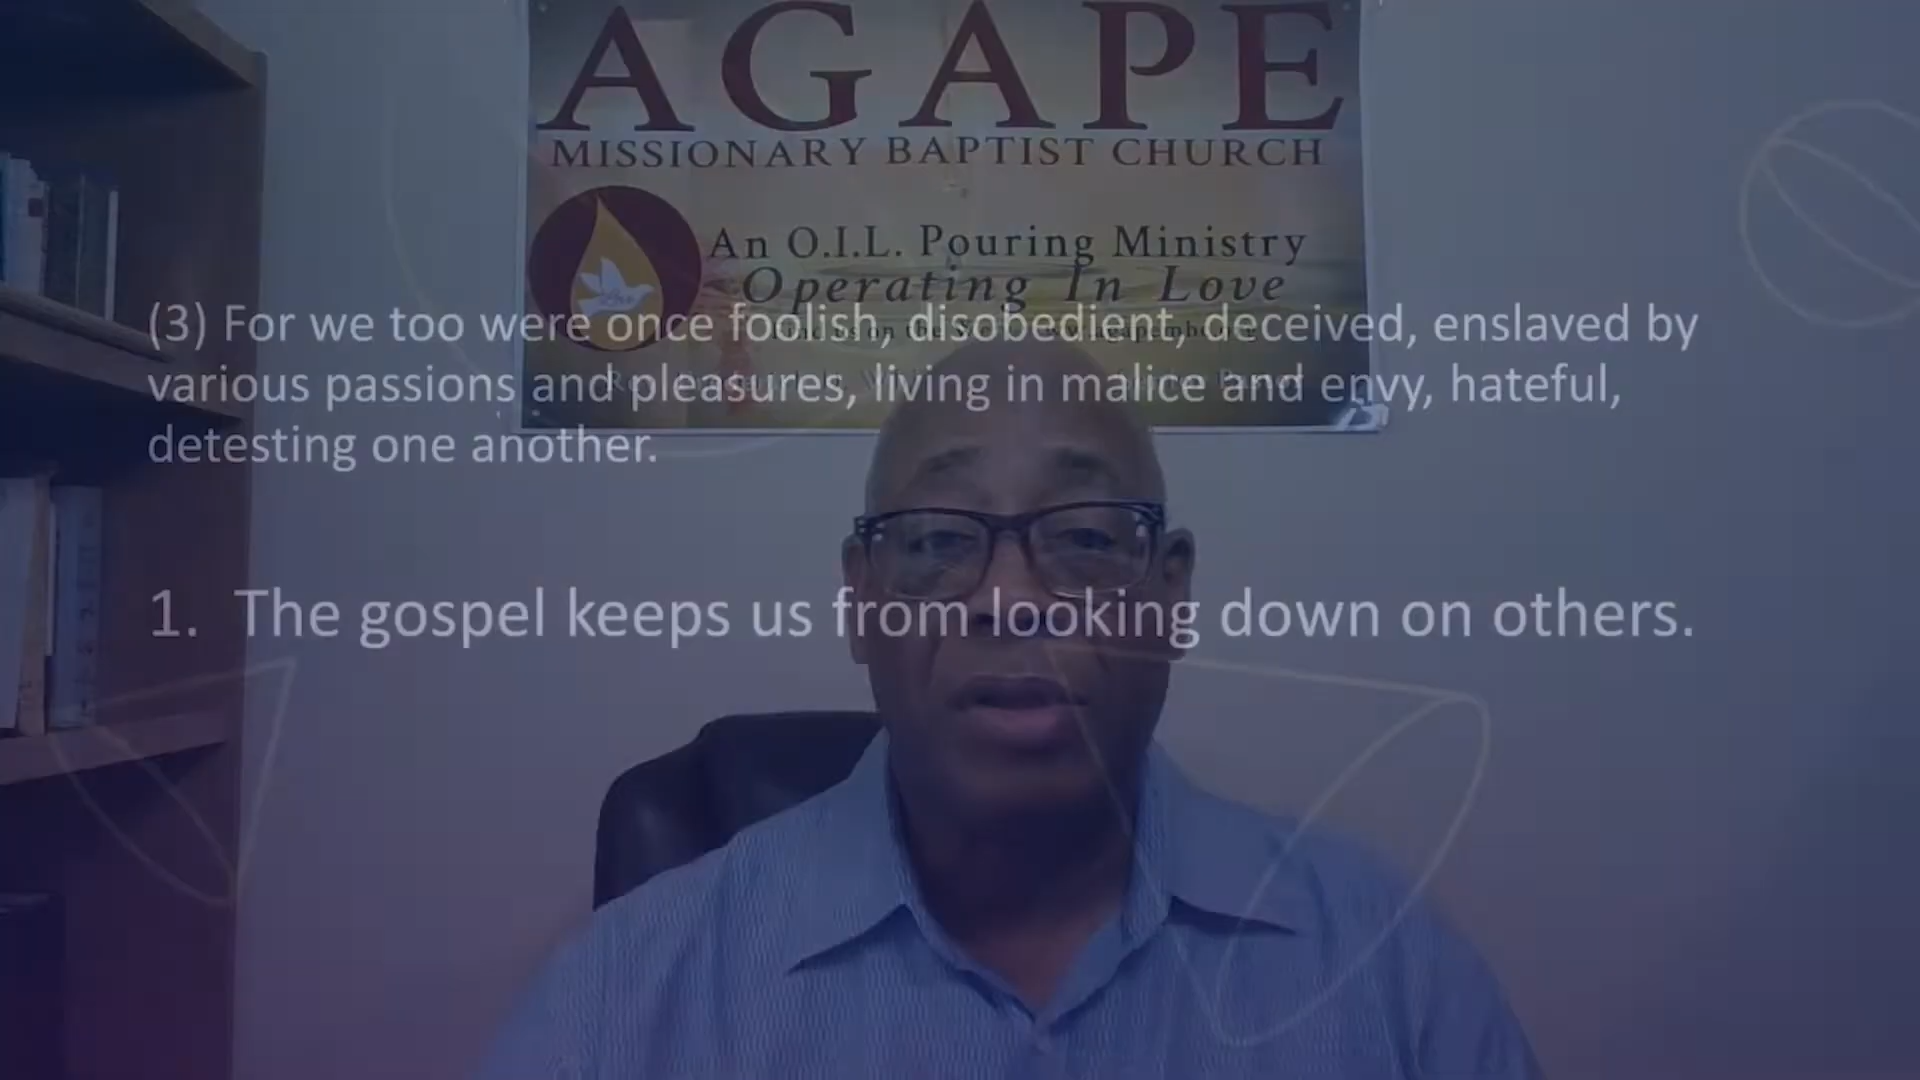 AGAPE
MISSIONARY BAPTIST CHURCH
An O.I.L. Pouring Ministry
Operating In Love
(3) For we too were once foolish, disobedient, deceived, enslaved by
various passions and pleasures, living in malice and envy, hateful,
detesting one another.
1. The gospel keeps us from looking down on others.